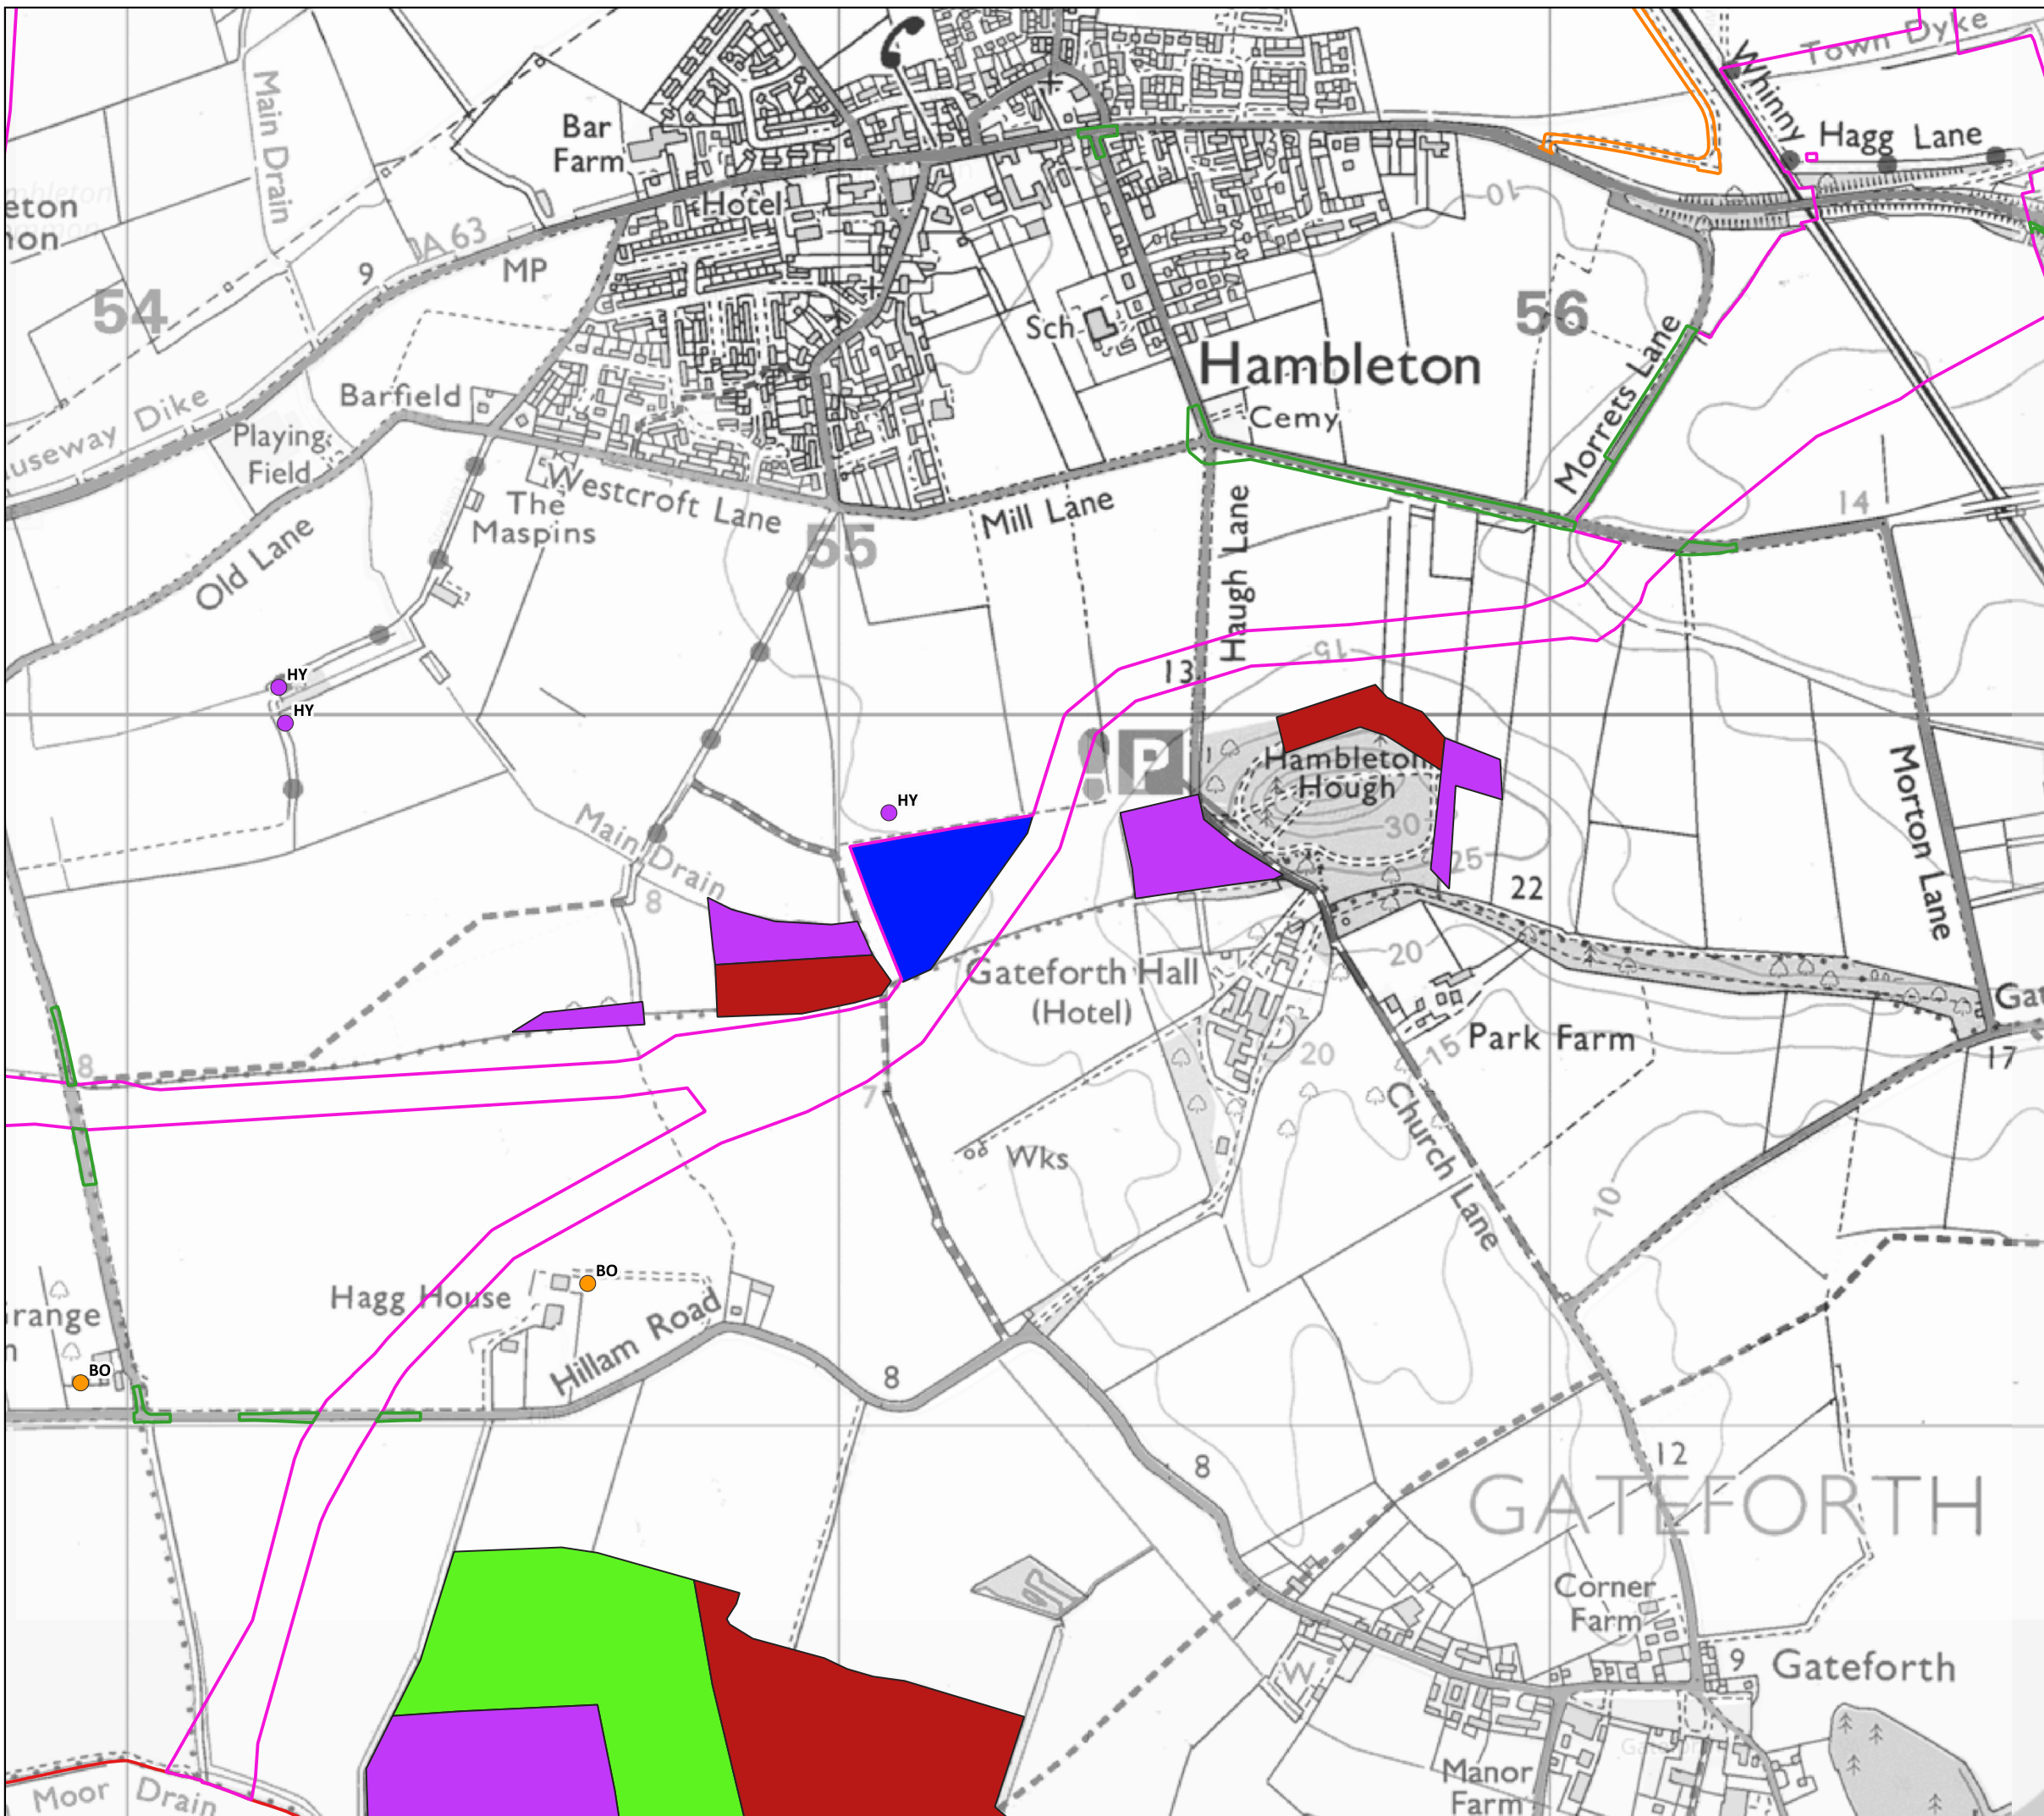 Town Dyke
Whinny
Hagg Lane
Main Drain
Bar
Farm
Hotel
10
eton
mon
A 63
9
MP
54
56
Sch
Hambleton
Cemy
Morrets Lane
Barfield
useway Dike
Playing
Field
Westcroft Lane
The
Maspins
Mill Lane
55
14
Old Lane
Haugh Lane
15
13
HY
HY
P
Hambleton
Hough
30
25
Morton Lane
HY
Main Drain
8
22
20
Gateforth Hall
(Hotel)
Gat
Park Farm
15
20
17
8
7
Church Lane
Wks
10
BO
Hagg House
Hillam Road
Grange
BO
8
12
8
GATEFORTH
Corner
Farm
9
Gateforth
W
Manor
Farm
Moor Drain